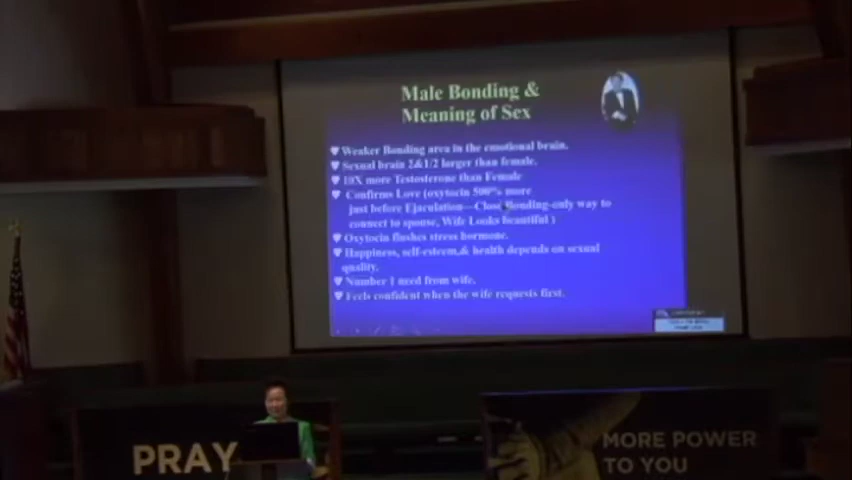 Male Bonding &
Meaning of Sex
Weaker Bonding area in the emotional brain.
Sexual brain 2&1/2 larger than female.
10X more Testosterone than Female
Confirms Love (oxytocin 500% more
just before Ejaculation—Close Bonding-only way to
connect to spouse, Wife Looks beautiful )
Oxytocin flushes stress hormone.
Happiness, self-esteem,& health depends on sexual
quality.
Number 1 need from wife.
Feels confident when the wife requests first.
PRAY
MORE POWER
TO YOU